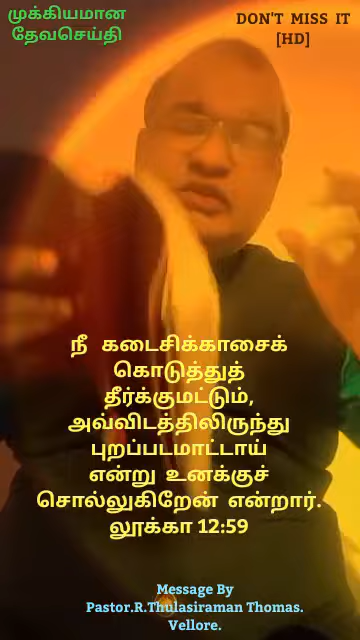 முக்கியமான
தேவசெய்தி
DON'T MISS IT
[HD]
நீ கடைசிக்காசைக்
கொடுத்துத்
தீர்க்குமட்டும்,
அவ்விடத்திலிருந்து
புறப்படமாட்டாய்
என்று உனக்குச்
சொல்லுகிறேன் என்றார்.
லூக்கா 12:59
Message By
Pastor.R.Thulasiraman Thomas.
Vellore.